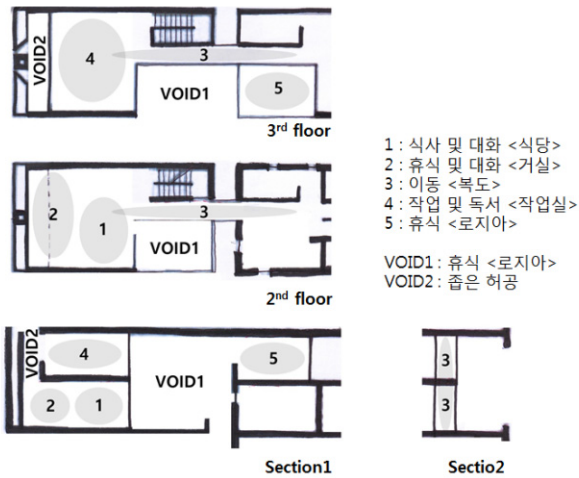 VOID2
4
3
VOID1
5
3rd floor
2
1
3
VOID1
2nd floor
1 : 식사 및 대화 <식당>
2 : 휴식 및 대화 <거실>
3 : 이동 <복도>
4 : 작업 및 독서 <작업실>
5 : 휴식 <로지아>
VOID1 : 휴식 <로지아>
VOID2 : 좁은 허공
VOID2
4
VOID1
5
2
1
3
3
Section1
Sectio2